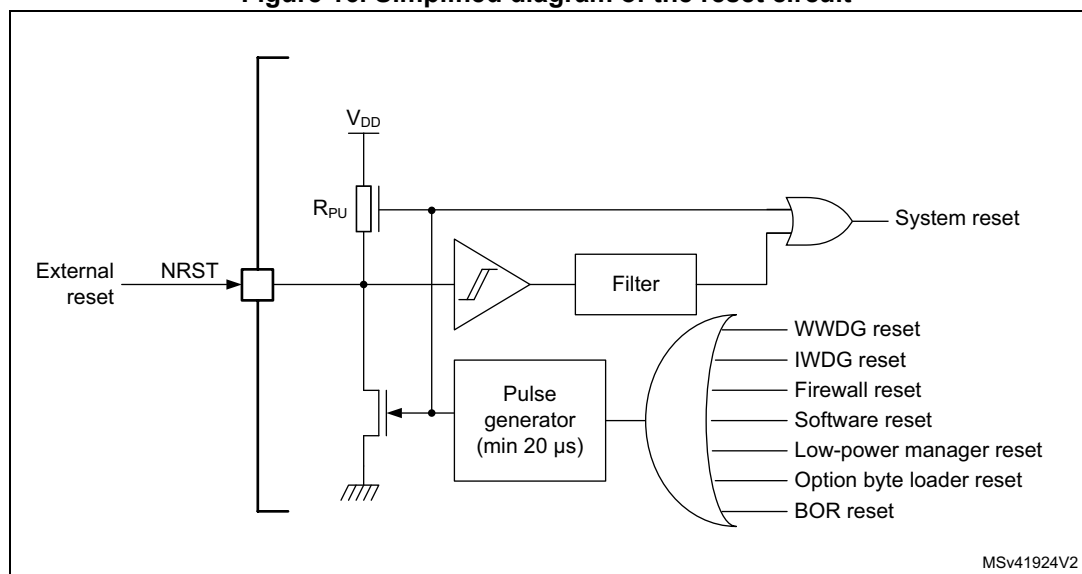 Figure 16. Simplified diagram of the reset circuit
VDD
RPU
External
reset
NRST
Filter
System reset
Pulse
generator
(min 20 μs)
WWDG reset
IWDG reset
Firewall reset
Software reset
Low-power manager reset
Option byte loader reset
BOR reset
MSv41924V2